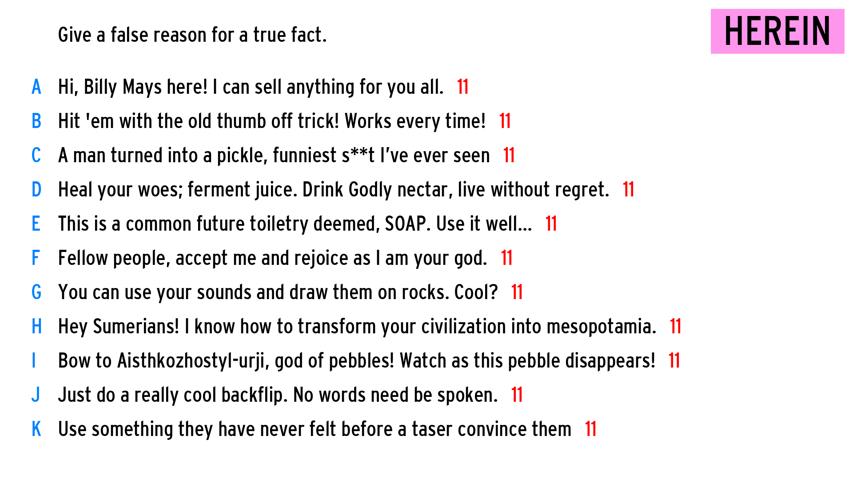 Give a false reason for a true fact.
HEREIN
A Hi, Billy Mays here! I can sell anything for you all. 11
B Hit 'em with the old thumb off trick! Works every time! 11
C A man turned into a pickle, funniest s**t I've ever seen 11
D Heal your woes; ferment juice. Drink Godly nectar, live without regret. 11
E This is a common future toiletry deemed, SOAP. Use it well... 11
F Fellow people, accept me and rejoice as I am your god. 11
G You can use your sounds and draw them on rocks. Cool? 11
H Hey Sumerians! I know how to transform your civilization into mesopotamia. 11
I Bow to Aisthkozhostyl-urji, god of pebbles! Watch as this pebble disappears! 11
J Just do a really cool backflip. No words need be spoken. 11
K Use something they have never felt before a taser convince them 11